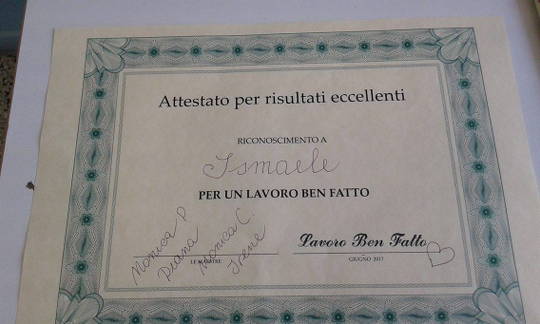 Attestato per risultati eccellenti
RICONOSCIMENTO A
Ismaele
PER UN LAVORO BEN FATTO
Monica P.
Diana
Monica C.
Irene
LE MAESTRE
Lavoro Ben Fatto
GIUGNO 2017